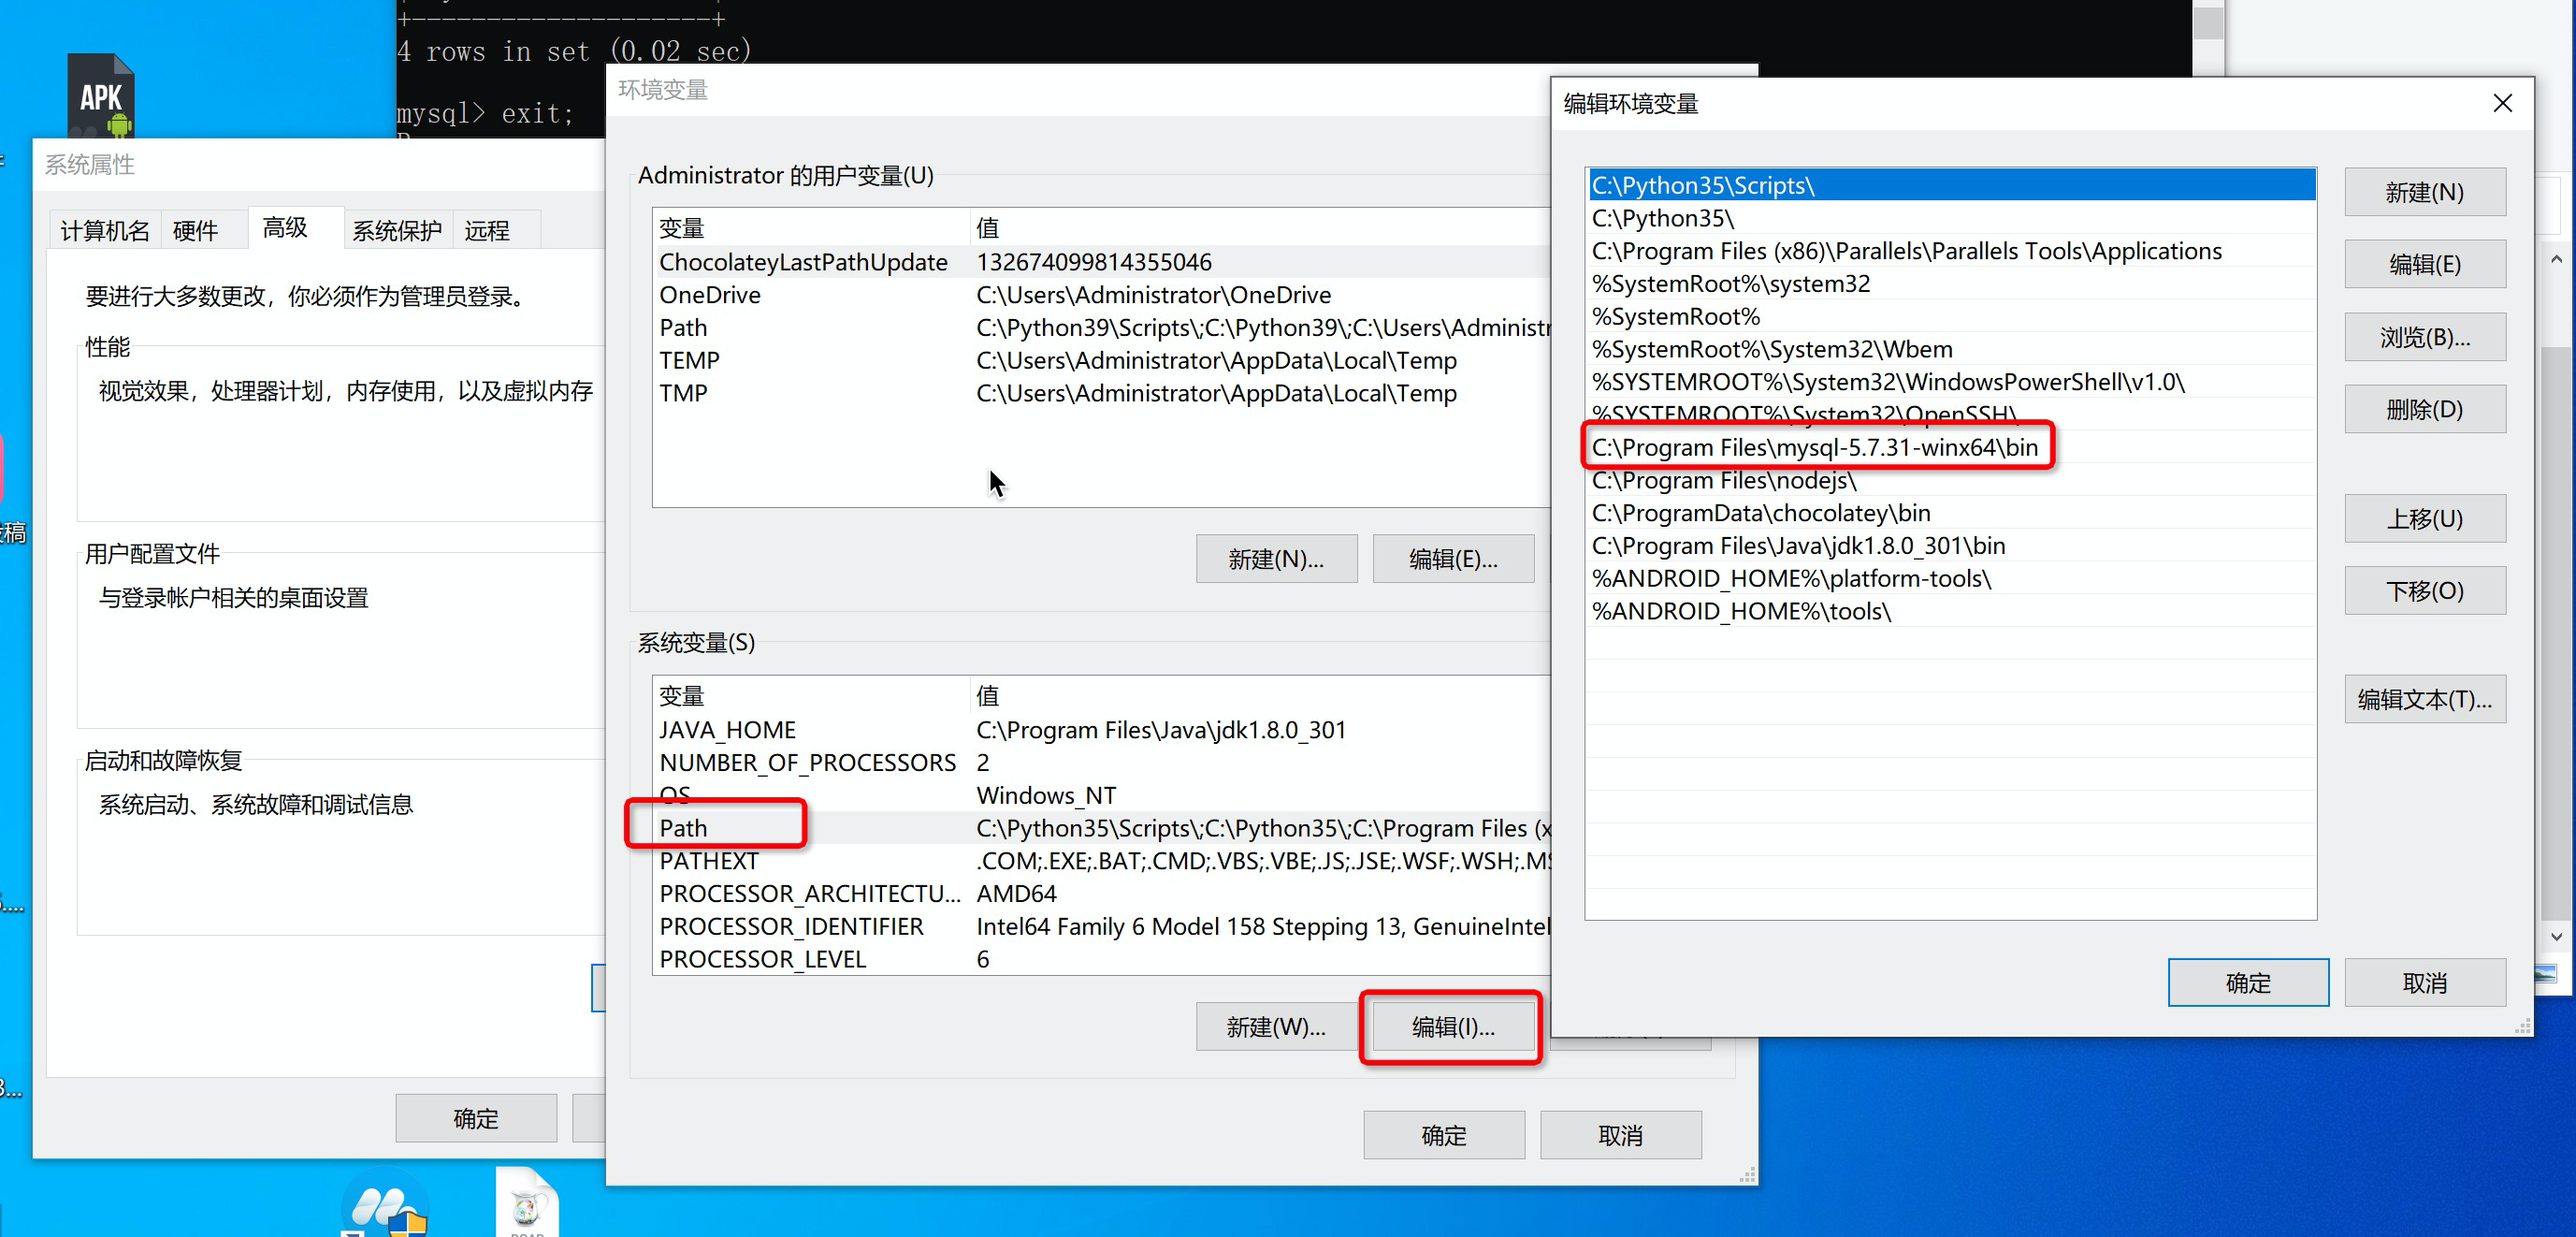 +-------------------+
4 rows in set (0.02 sec)
mysql> exit;
APK
系统属性
计算机名
硬件
高级
系统保护
远程
要进行大多数更改，你必须作为管理员登录。
性能
视觉效果，处理器计划，内存使用，以及虚拟内存
用户配置文件
与登录帐户相关的桌面设置
启动和故障恢复
系统启动、系统故障和调试信息
确定
环境变量
Administrator 的用户变量(U)
变量 值
ChocolateyLastPathUpdate 132674099814355046
OneDrive C:\Users\Administrator\OneDrive
Path C:\Python39\Scripts\;C:\Python39\;C:\Users\Administr
TEMP C:\Users\Administrator\AppData\Local\Temp
TMP C:\Users\Administrator\AppData\Local\Temp
新建(N)... 编辑(E)...
系统变量(S)
变量 值
JAVA_HOME C:\Program Files\Java\jdk1.8.0_301
NUMBER_OF_PROCESSORS 2
OS Windows_NT
Path C:\Python35\Scripts\;C:\Python35\;C:\Program Files (x
PATHEXT .COM;.EXE;.BAT;.CMD;.VBS;.VBE;.JS;.JSE;.WSF;.WSH;.MS
PROCESSOR_ARCHITECTU... AMD64
PROCESSOR_IDENTIFIER Intel64 Family 6 Model 158 Stepping 13, GenuineIntel
PROCESSOR_LEVEL 6
新建(W)... 编辑(I)...
确定 取消
编辑环境变量
C:\Python35\Scripts\
C:\Python35\
C:\Program Files (x86)\Parallels\Parallels Tools\Applications
%SystemRoot%\system32
%SystemRoot%
%SystemRoot%\System32\Wbem
%SYSTEMROOT%\System32\WindowsPowerShell\v1.0\
%SYSTEMROOT%\System32\OpenSSH\
C:\Program Files\mysql-5.7.31-winx64\bin
C:\Program Files\nodejs\
C:\ProgramData\chocolatey\bin
C:\Program Files\Java\jdk1.8.0_301\bin
%ANDROID_HOME%\platform-tools\
%ANDROID_HOME%\tools\
新建(N)
编辑(E)
浏览(B)...
删除(D)
上移(U)
下移(O)
编辑文本(T)...
确定 取消
稿